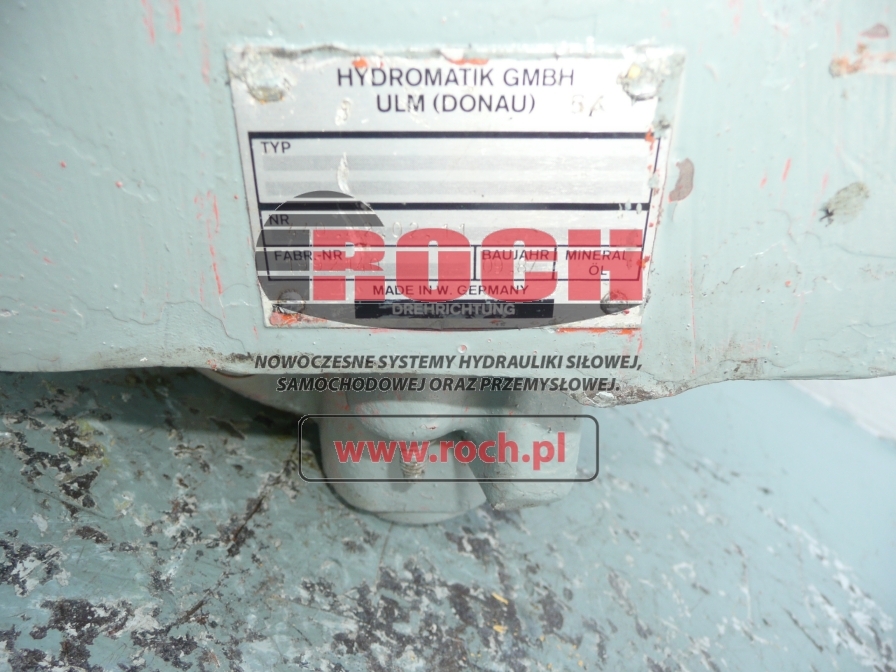 HYDROMATIK GMBH
ULM (DONAU) 5A
TYP
NR
ROCH
FABR.-NR BAUJAHR MINERAL
ÖL
MADE IN W. GERMANY
DREHRICHTUNG
NOWOCZESNE SYSTEMY HYDRAULIKI SIŁOWEJ,
SAMOCHODOWEJ ORAZ PRZEMYSŁOWEJ.
www.roch.pl